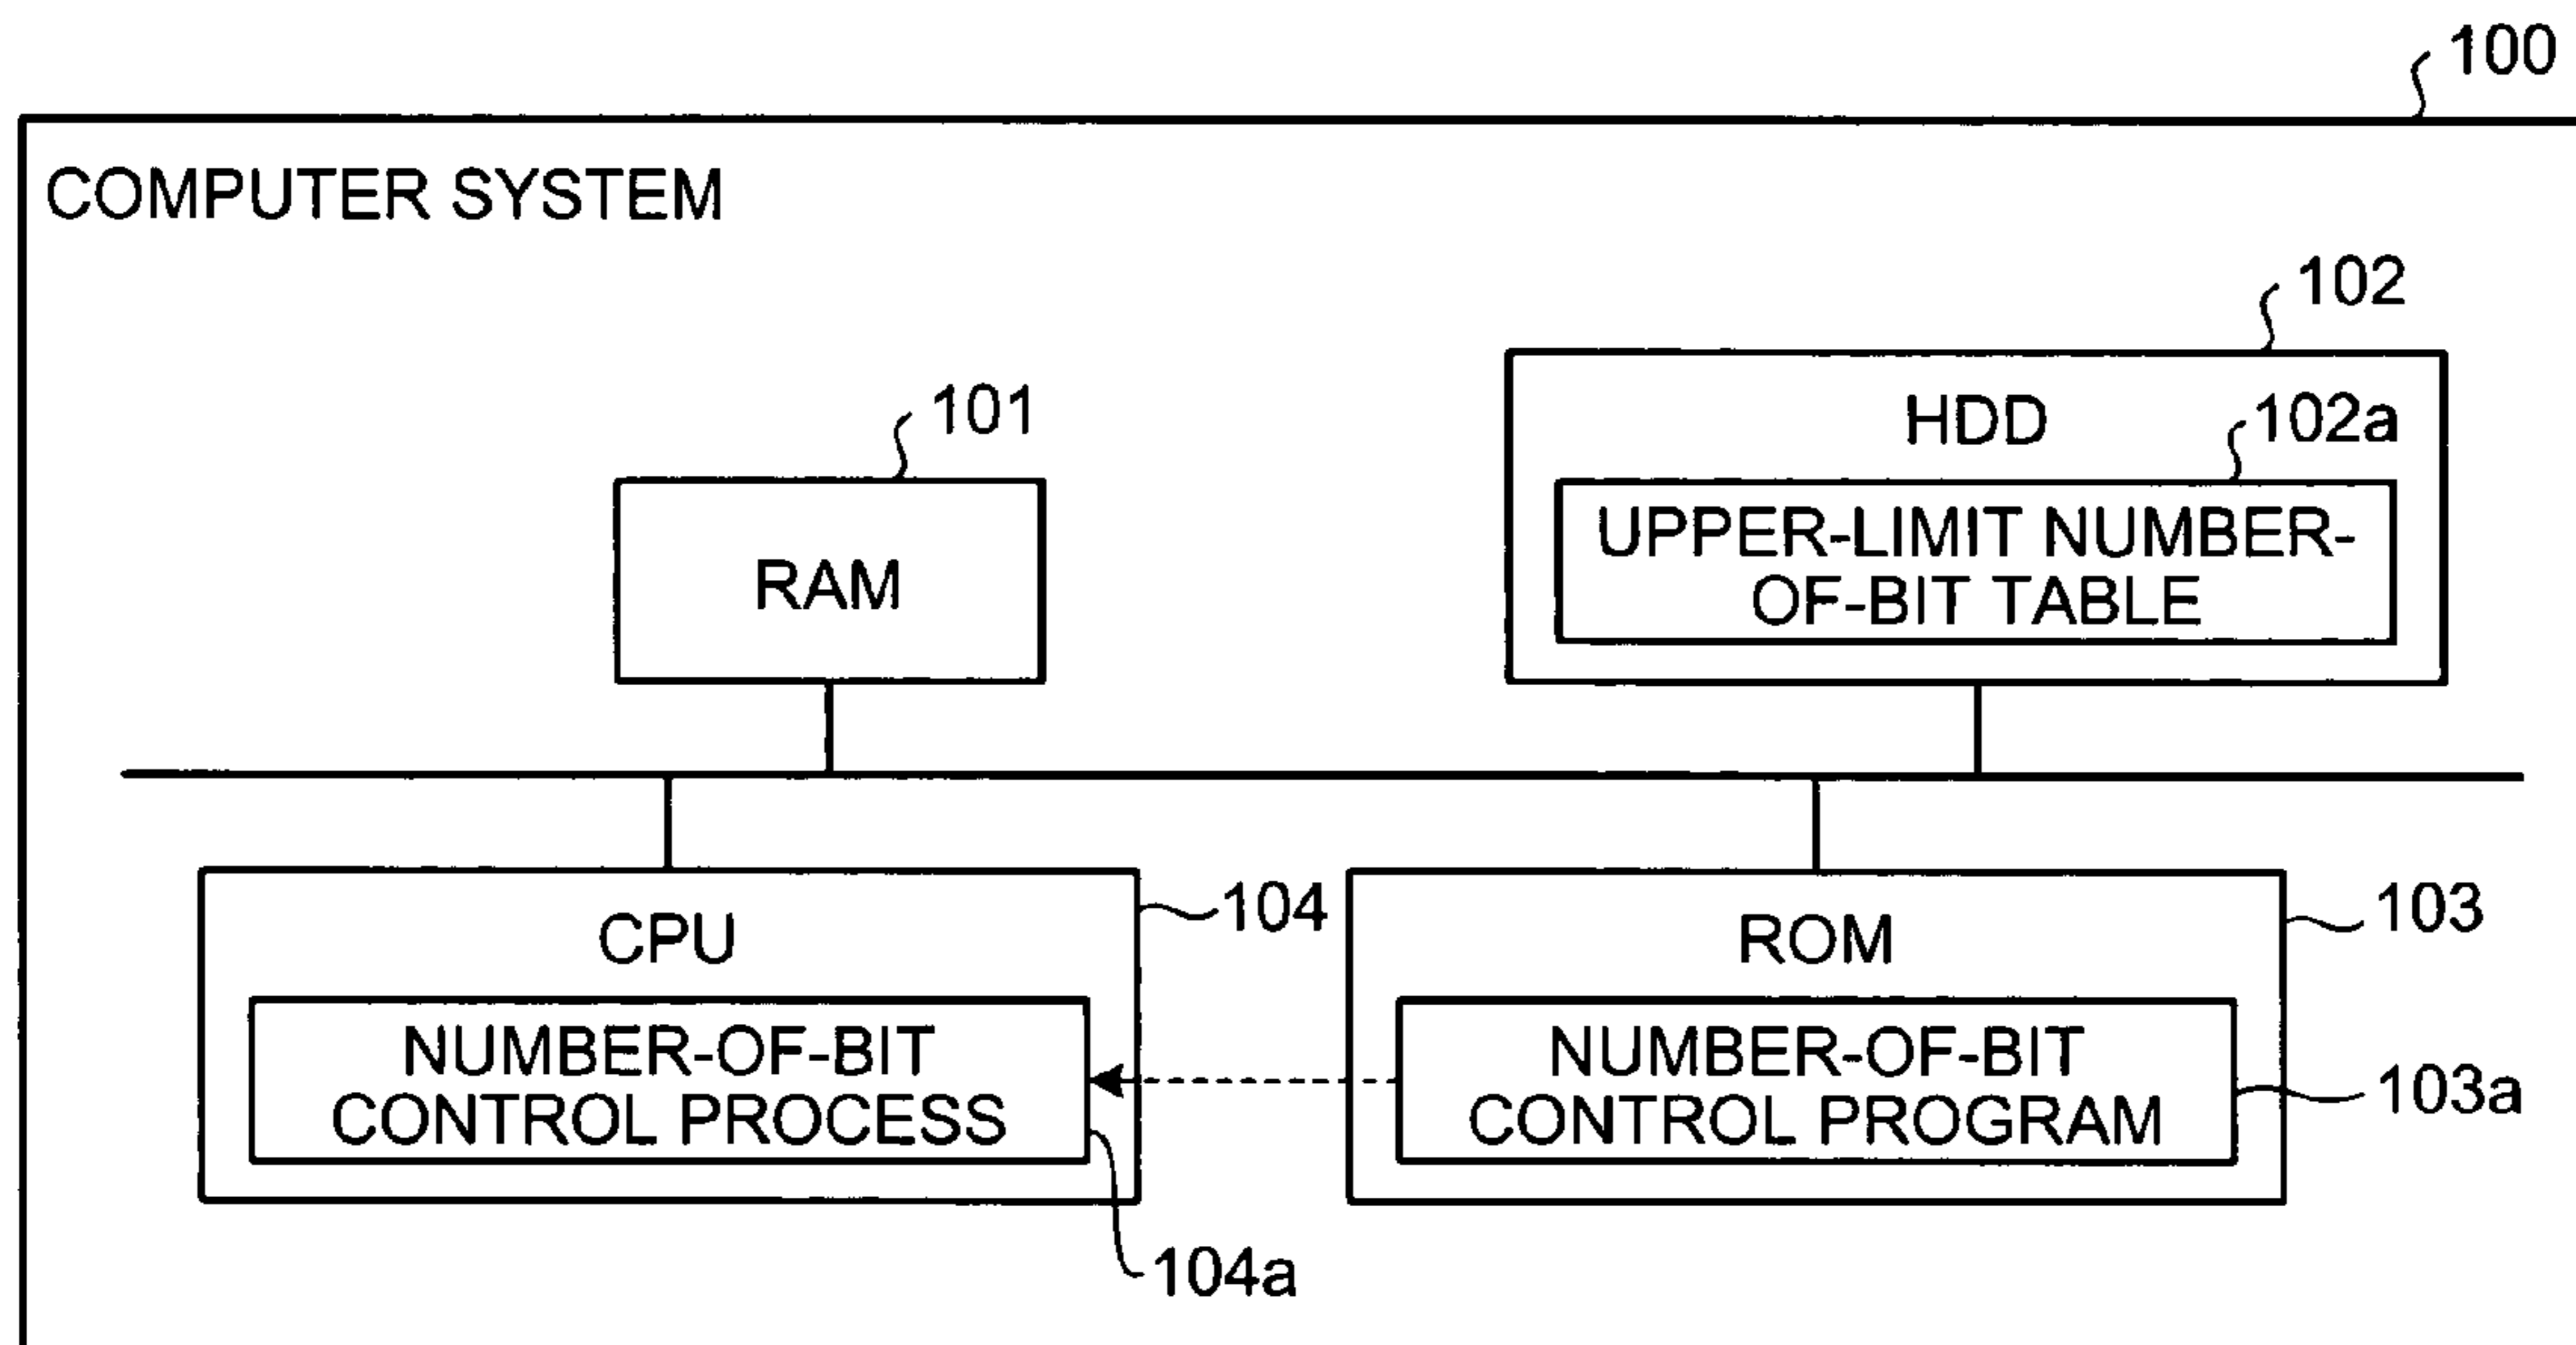 100
COMPUTER SYSTEM
102
101
HDD
102a
RAM
UPPER-LIMIT NUMBER-
OF-BIT TABLE
CPU
104
ROM
103
NUMBER-OF-BIT
CONTROL PROCESS
NUMBER-OF-BIT
CONTROL PROGRAM
103a
104a